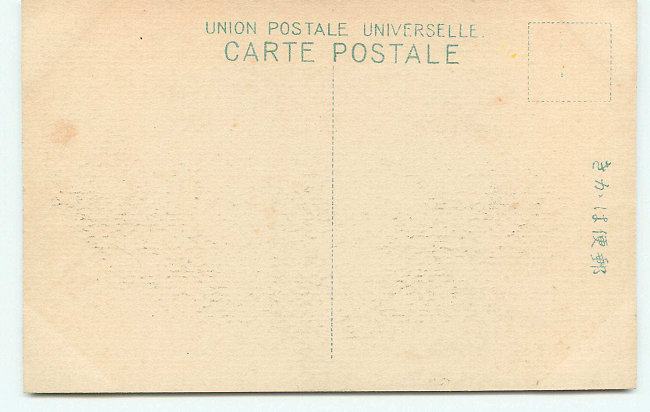 UNION POSTALE UNIVERSELLE.
CARTE POSTALE
きかは便郵